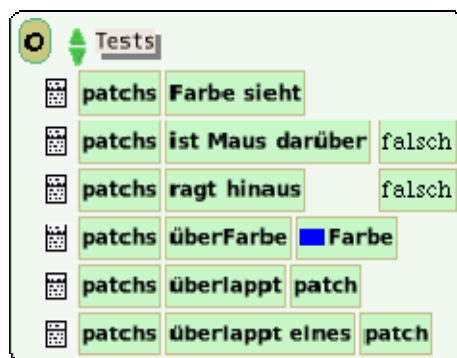 O Tests
patchs Farbe sieht
patchs ist Maus darüber falsch
patchs ragt hinaus falsch
patchs überFarbe Farbe
patchs überlappt patch
patchs überlappt eines patch